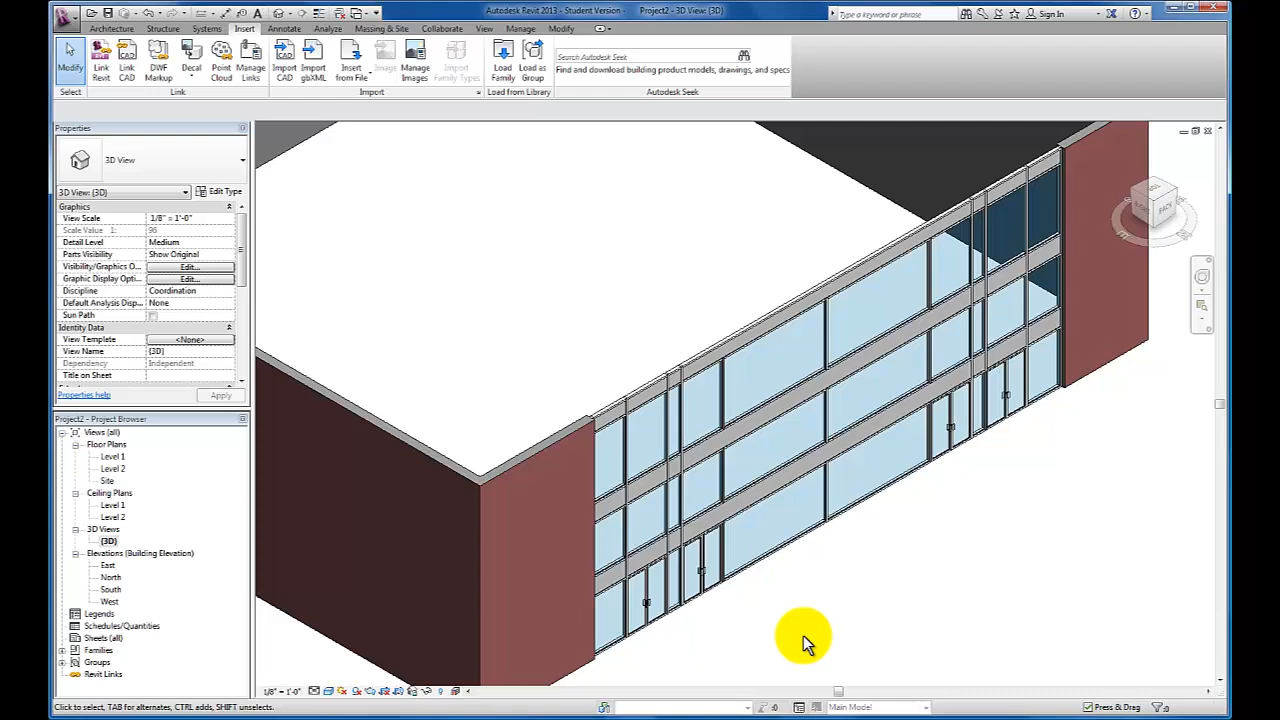 Autodesk Revit 2013 - Student Version - Project2 - 3D View: {3D}
Type a keyword or phrase
Sign In
Architecture Structure Systems Insert Annotate Analyze Massing & Site Collaborate View Manage Modify
Modify
Link Revit
Link CAD
DWF Markup
Decal
Point Cloud
Manage Links
Import CAD
Import gbXML
Insert from File
Image
Manage Images
Import Family Types
Load Family
Load as Group
Search Autodesk Seek
Find and download building product models, drawings, and specs
Select Link Import Load from Library Autodesk Seek
Properties
3D View
3D View: {3D} Edit Type
Graphics
View Scale 1/8" = 1'-0"
Scale Value 1: 96
Detail Level Medium
Parts Visibility Show Original
Visibility/Graphics O... Edit...
Graphic Display Opti... Edit...
Discipline Coordination
Default Analysis Disp... None
Sun Path
Identity Data
View Template <None>
View Name {3D}
Dependency Independent
Title on Sheet
Properties help Apply
Project2 - Project Browser
Views (all)
Floor Plans
Level 1
Level 2
Site
Ceiling Plans
Level 1
Level 2
3D Views
{3D}
Elevations (Building Elevation)
East
North
South
West
Legends
Schedules/Quantities
Sheets (all)
Families
Groups
Revit Links
BACK
1/8" = 1'-0"
Click to select, TAB for alternates, CTRL adds, SHIFT unselects.
:0
Main Model
Press & Drag
:0